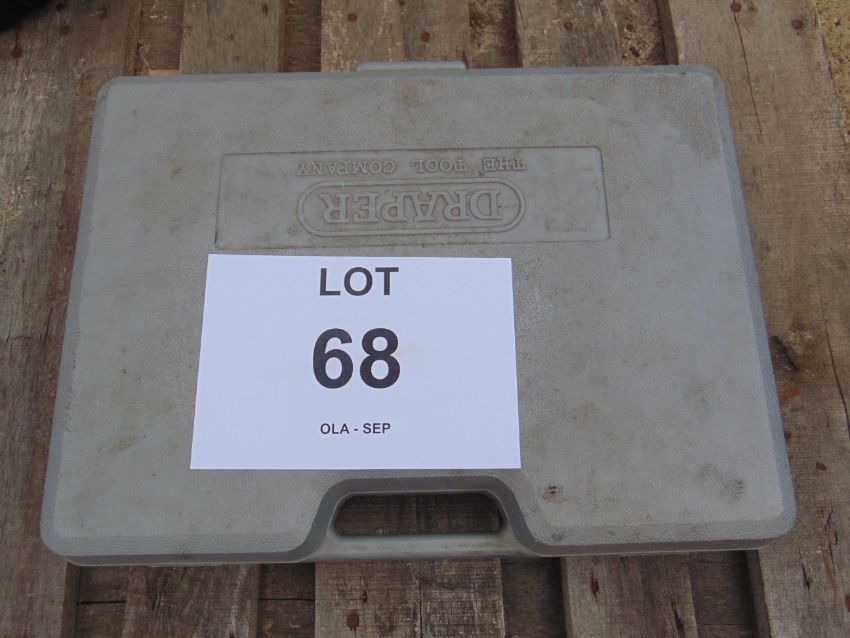 DRAPER®
THE TOOL COMPANY
LOT
68
OLA - SEP